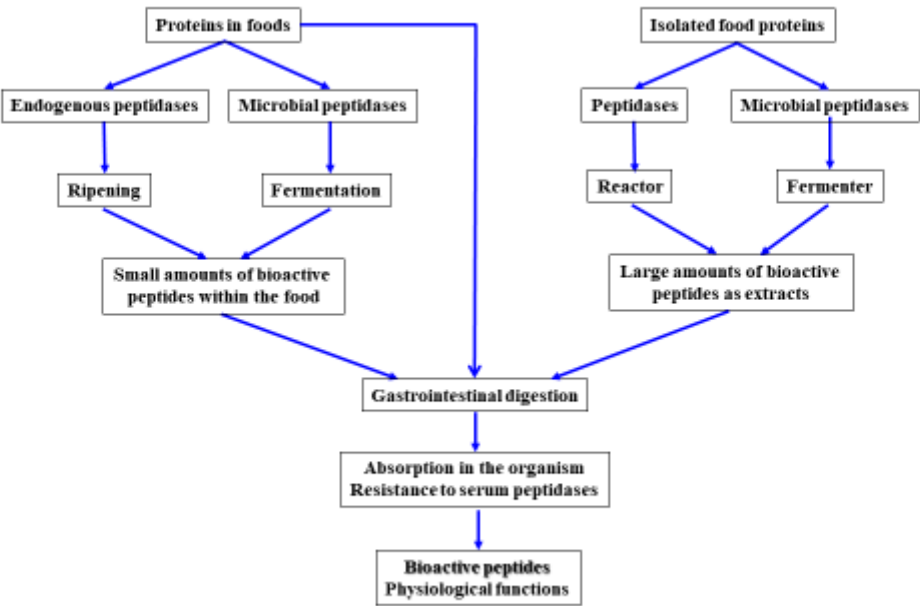 Proteins in foods
Isolated food proteins
Endogenous peptidases
Microbial peptidases
Peptidases
Microbial peptidases
Ripening
Fermentation
Reactor
Fermenter
Small amounts of bioactive
peptides within the food
Large amounts of bioactive
peptides as extracts
Gastrointestinal digestion
Absorption in the organism
Resistance to serum peptidases
Bioactive peptides
Physiological functions